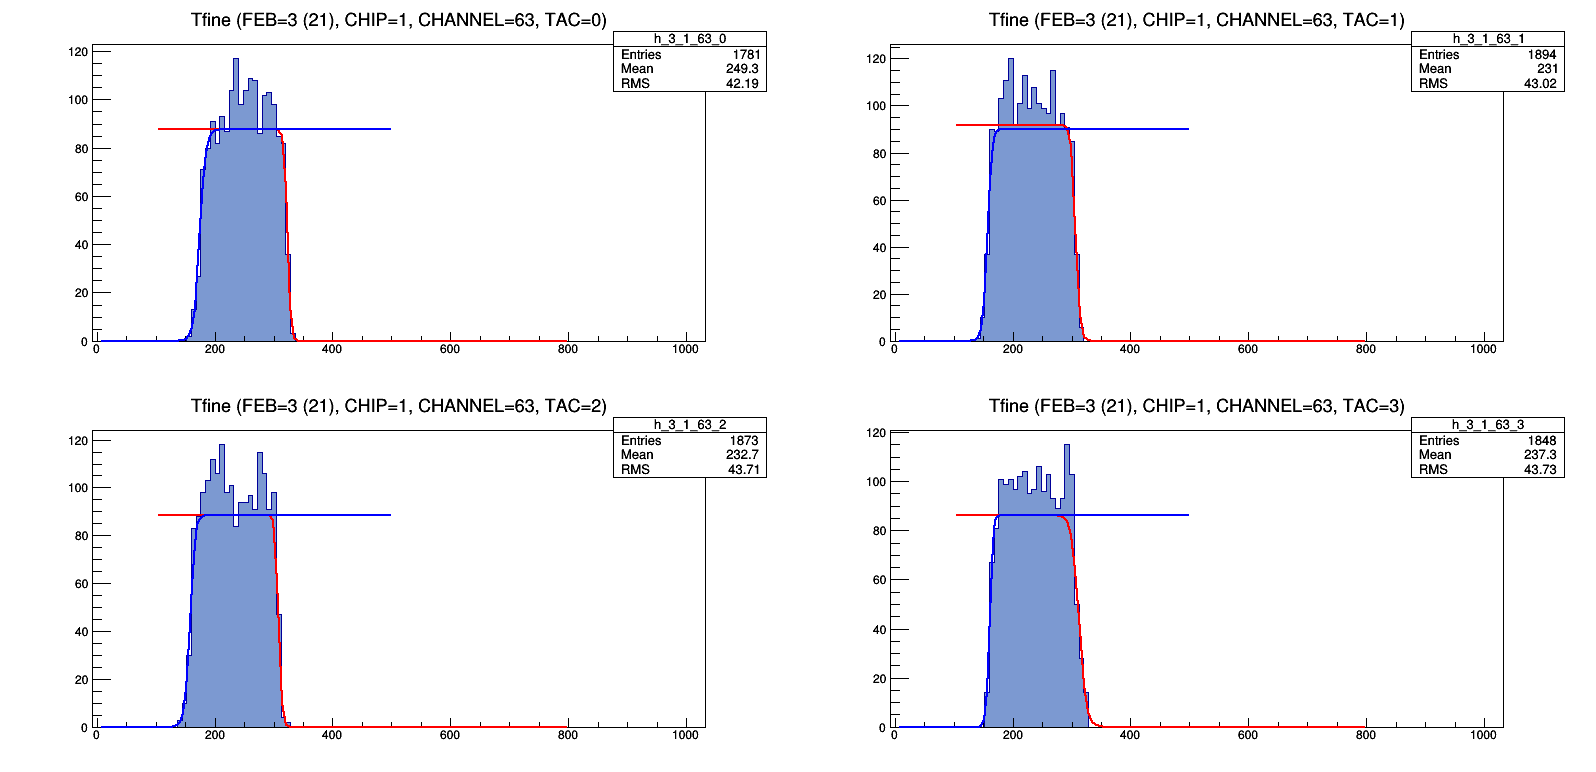 Tfine (FEB=3 (21), CHIP=1, CHANNEL=63, TAC=0)
h_3_1_63_0
Entries 1781
Mean 249.3
RMS 42.19
120
100
80
60
40
20
0
0 200 400 600 800 1000
Tfine (FEB=3 (21), CHIP=1, CHANNEL=63, TAC=1)
h_3_1_63_1
Entries 1894
Mean 231
RMS 43.02
120
100
80
60
40
20
0
0 200 400 600 800 1000
Tfine (FEB=3 (21), CHIP=1, CHANNEL=63, TAC=2)
h_3_1_63_2
Entries 1873
Mean 232.7
RMS 43.71
120
100
80
60
40
20
0
0 200 400 600 800 1000
Tfine (FEB=3 (21), CHIP=1, CHANNEL=63, TAC=3)
h_3_1_63_3
Entries 1848
Mean 237.3
RMS 43.73
120
100
80
60
40
20
0
0 200 400 600 800 1000